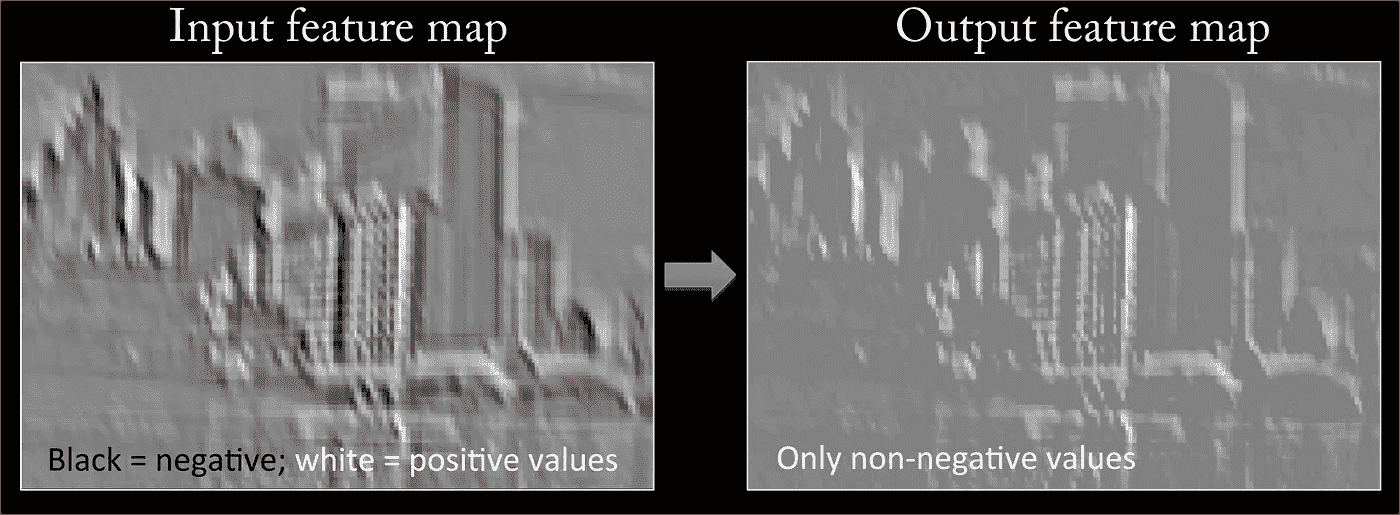 Input feature map
Output feature map
Black = negative; white = positive values
Only non-negative values